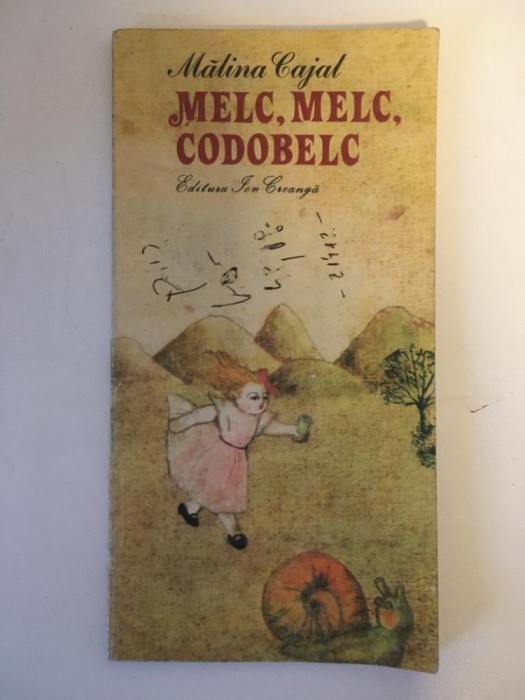 Mălina Cajal
MELC, MELC,
CODOBELC
Editura Ion Creangă